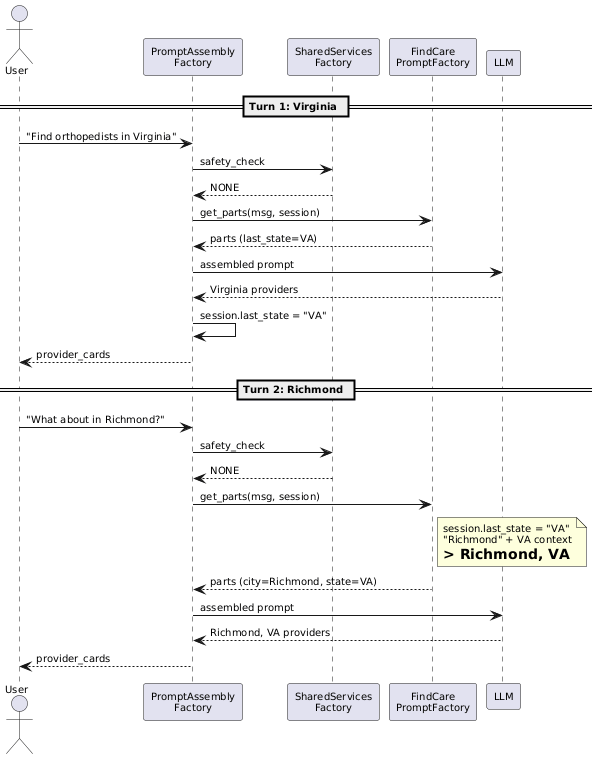 User
PromptAssembly
Factory
SharedServices
Factory
FindCare
PromptFactory
LLM
Turn 1: Virginia
"Find orthopedists in Virginia"
safety_check
NONE
get_parts(msg, session)
parts (last_state=VA)
assembled prompt
Virginia providers
session.last_state = "VA"
provider_cards
Turn 2: Richmond
"What about in Richmond?"
safety_check
NONE
get_parts(msg, session)
session.last_state = "VA"
"Richmond" + VA context
> Richmond, VA
parts (city=Richmond, state=VA)
assembled prompt
Richmond, VA providers
provider_cards
User
PromptAssembly
Factory
SharedServices
Factory
FindCare
PromptFactory
LLM